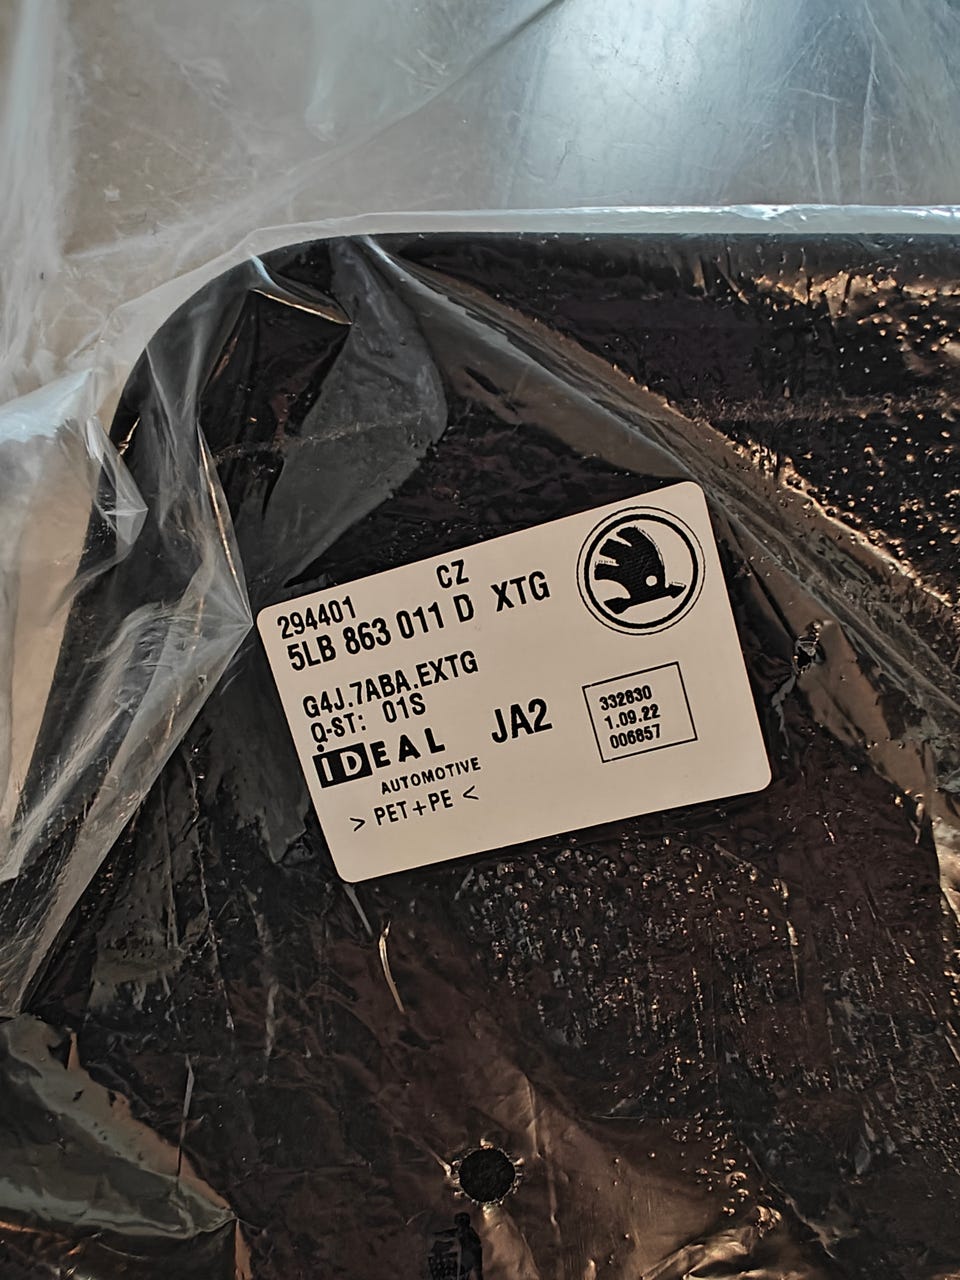 294401 CZ
5LB 863 011 D XTG
G4J.7ABA.EXTG
Q-ST: 01S
IDEAL JA2
AUTOMOTIVE
> PET+PE <
332630
1.09.22
006857